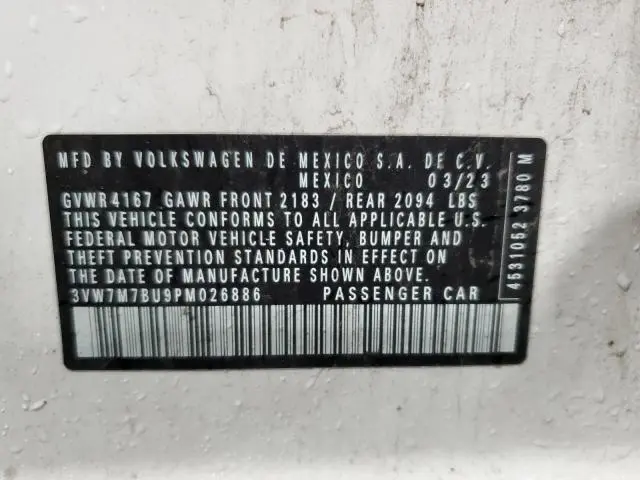 MFD BY VOLKSWAGEN DE MEXICO S.A. DE C.V.
MEXICO 03/23
GVWR 4167 GAWR FRONT 2183 / REAR 2094 LBS
THIS VEHICLE CONFORMS TO ALL APPLICABLE U.S.
FEDERAL MOTOR VEHICLE SAFETY, BUMPER AND
THEFT PREVENTION STANDARDS IN EFFECT ON
THE DATE OF MANUFACTURE SHOWN ABOVE.
3VW7M7BU9PM026886 PASSENGER CAR
4531052 3780 M